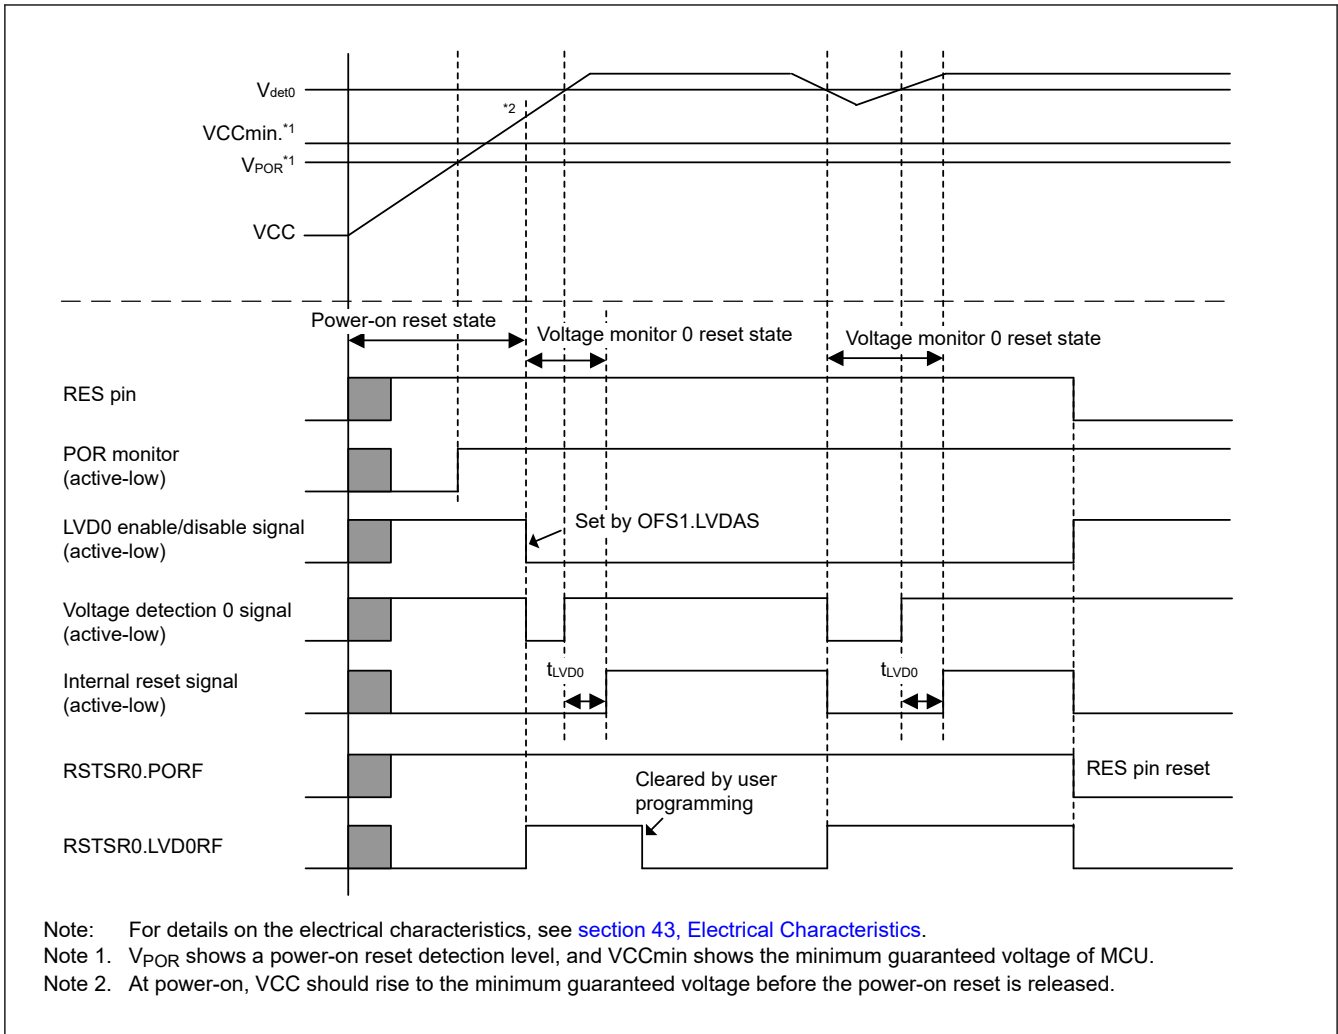 Vdet0
*2
VCCmin.*1
VPOR*1
VCC
Power-on reset state
Voltage monitor 0 reset state
Voltage monitor 0 reset state
RES pin
POR monitor
(active-low)
LVD0 enable/disable signal
(active-low)
Set by OFS1.LVDAS
Voltage detection 0 signal
(active-low)
tLVD0
tLVD0
Internal reset signal
(active-low)
RSTSR0.PORF
RES pin reset
Cleared by user
programming
RSTSR0.LVD0RF
Note: For details on the electrical characteristics, see section 43, Electrical Characteristics.
Note 1. VPOR shows a power-on reset detection level, and VCCmin shows the minimum guaranteed voltage of MCU.
Note 2. At power-on, VCC should rise to the minimum guaranteed voltage before the power-on reset is released.